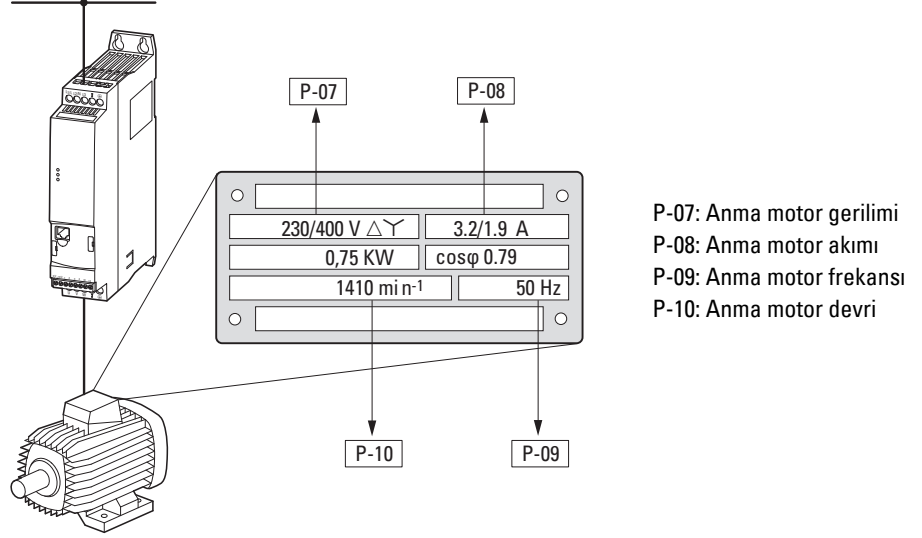 P-07
P-08
230/400 V △Y
3.2/1.9 A
0,75 KW
cosφ 0.79
1410 min-1
50 Hz
P-10
P-09
P-07: Anma motor gerilimi
P-08: Anma motor akımı
P-09: Anma motor frekansı
P-10: Anma motor devri